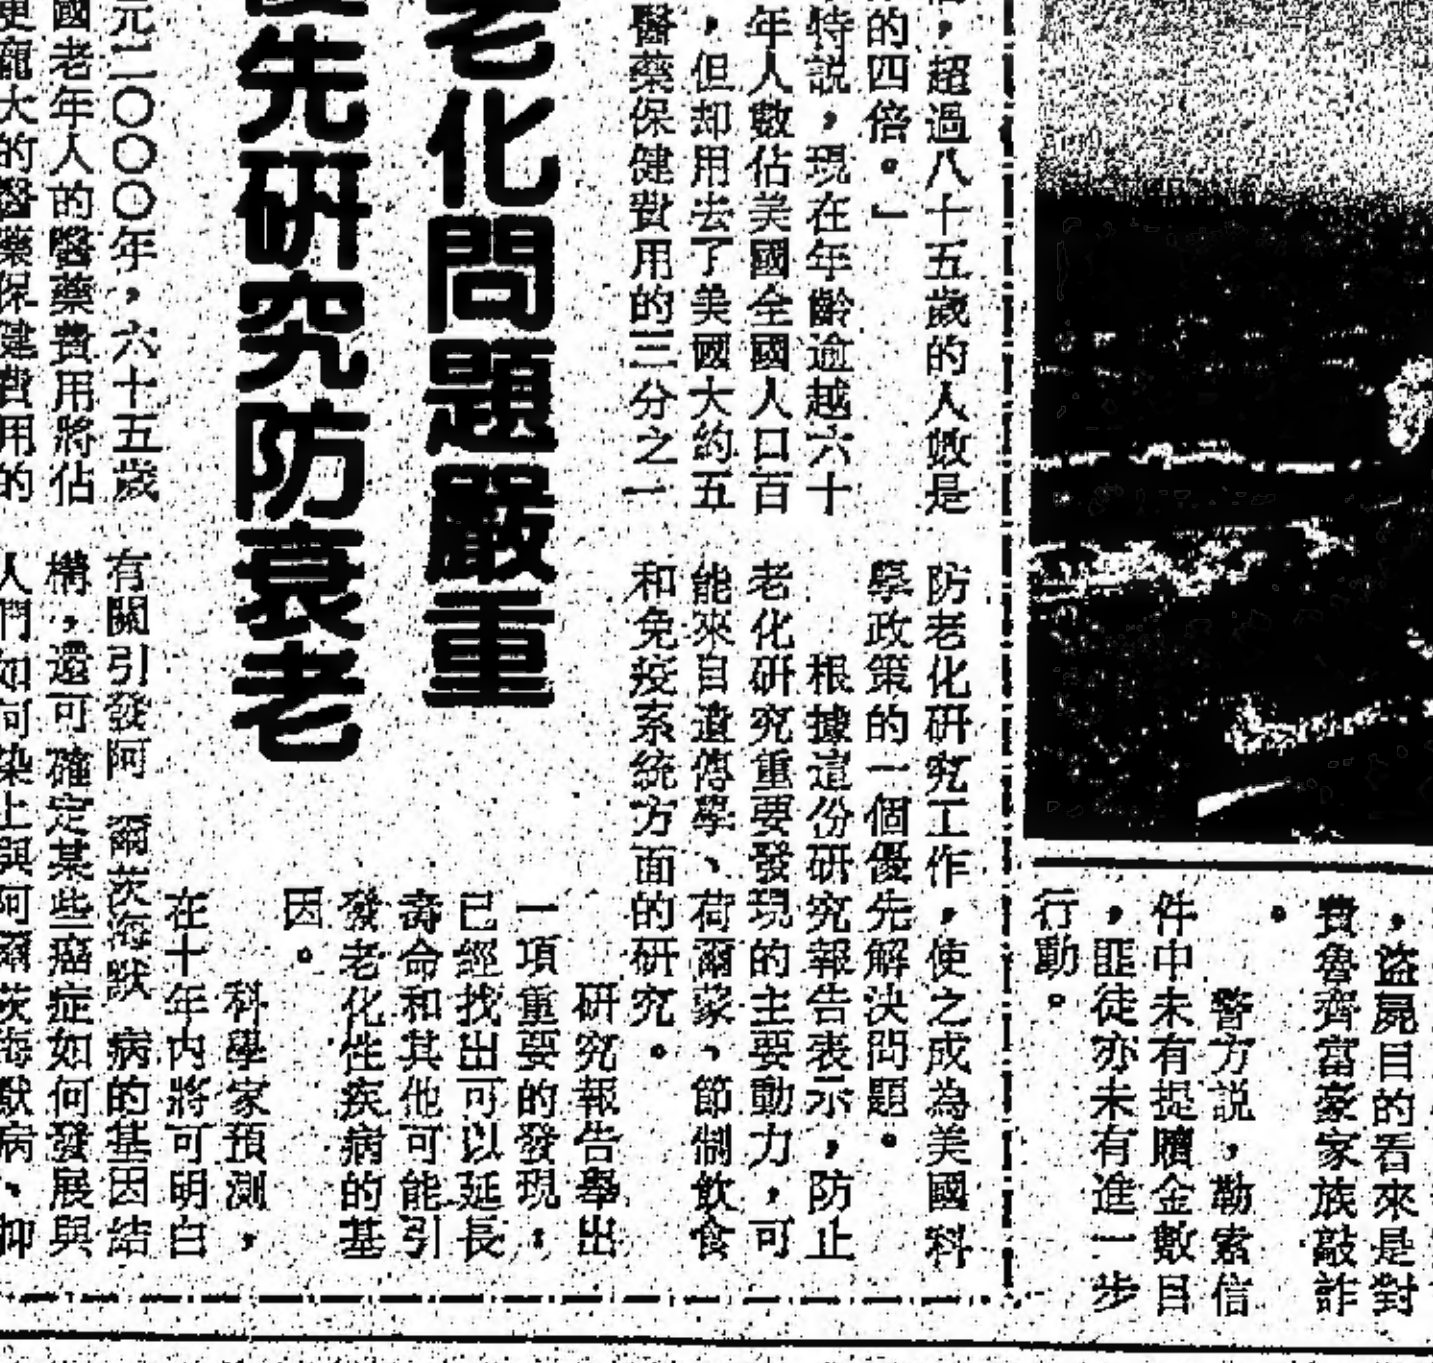 老化問題嚴重
先研究防衰老
，超過八十五歲的人數是
的四倍。」
特説，現在年齡逾越六十
年人數佔美國全國人口百
，但却用去了美國大約五
醫藥保健費用的三分之一
元二〇〇〇年，六十五歲
國老年人的醫藥費用將佔
更龐大的醫藥保健費用的
防老化研究工作，使之成為美國科
學政策的一個優先解決問題。
根據這份研究報告表示，防止
老化研究重要發現的主要動力，可
能來自遺傳學、荷爾蒙、節制飲食
和免疫系統方面的研究。
研究報告舉出
一項重要的發現，
已經找出可以延長
壽命和其他可能引
發老化性疾病的基
因。
科學家預測，
在十年內將可明白
有關引發阿爾茨海默病的基因結
構，還可確定某些癌症如何發展與
人們如何染上與阿爾茨海默病、抑
，盜屍目的看來是對
費魯齊富豪家族敲詐
。
警方説，勒索信
件中未有提贖金數目
，匪徒亦未有進一步
行動。